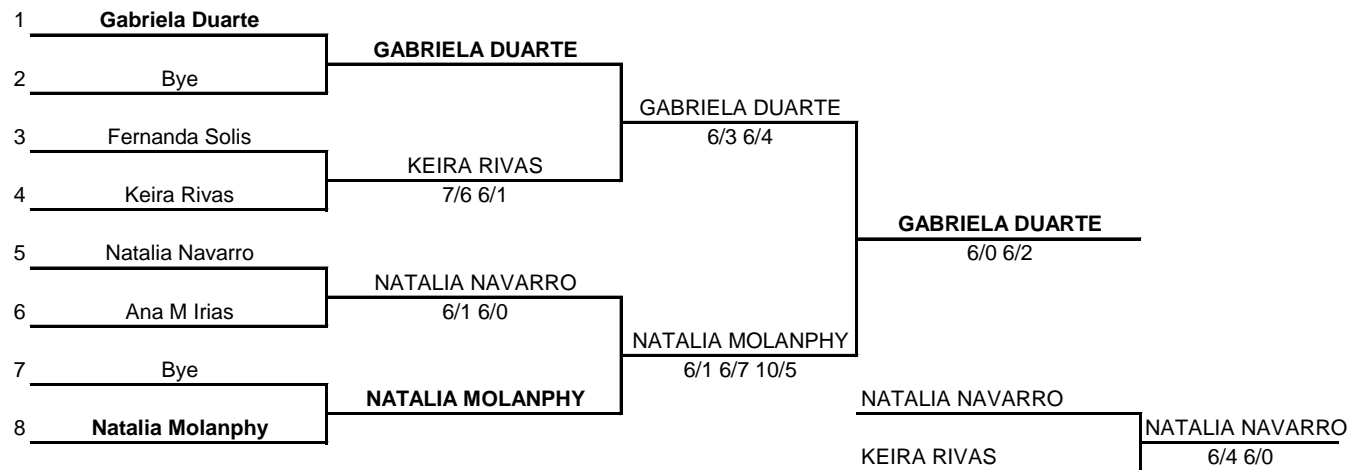 1 Gabriela Duarte
GABRIELA DUARTE
2 Bye
GABRIELA DUARTE
3 Fernanda Solis
6/3 6/4
KEIRA RIVAS
4 Keira Rivas
7/6 6/1
GABRIELA DUARTE
5 Natalia Navarro
6/0 6/2
NATALIA NAVARRO
6 Ana M Irias
6/1 6/0
NATALIA MOLANPHY
7 Bye
6/1 6/7 10/5
NATALIA MOLANPHY
NATALIA NAVARRO
8 Natalia Molanphy
NATALIA NAVARRO
KEIRA RIVAS
6/4 6/0